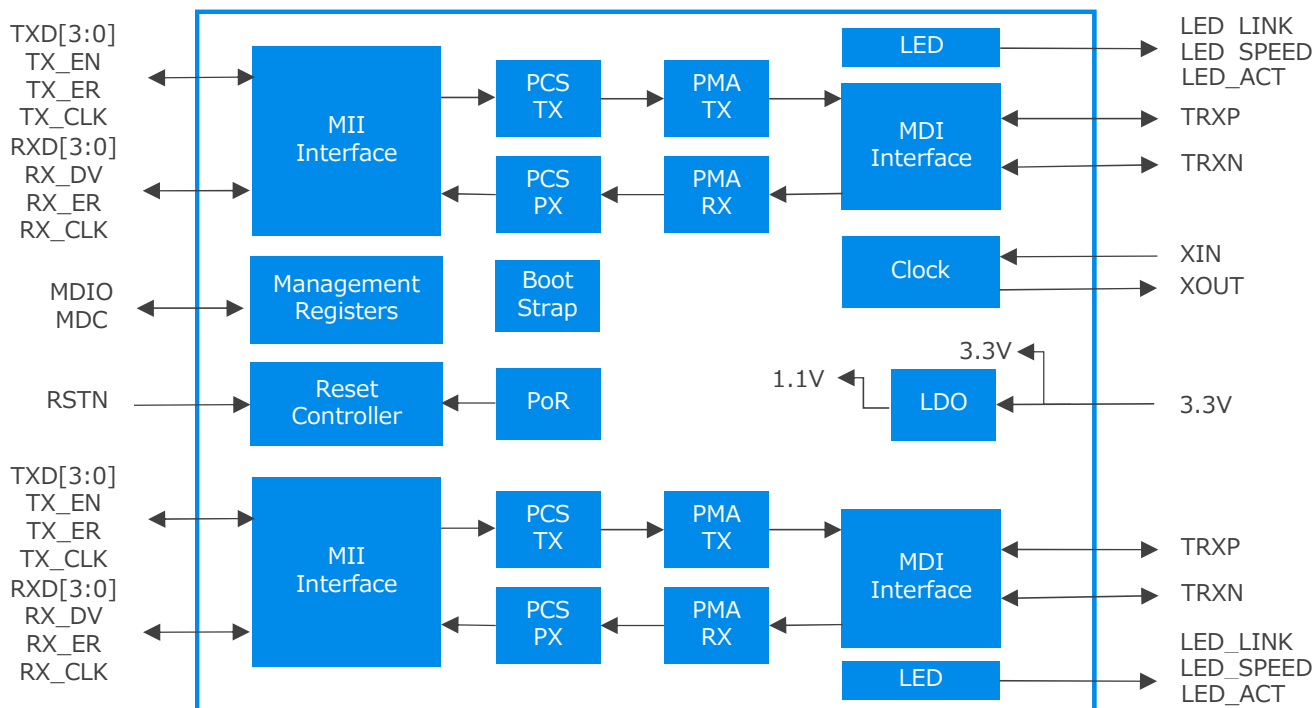 TXD[3:0]
TX_EN
TX_ER
TX_CLK
RXD[3:0]
RX_DV
RX_ER
RX_CLK
MII
Interface
PCS
TX
PMA
TX
PCS
PX
PMA
RX
LED
MDI
Interface
LED LINK
LED SPEED
LED_ACT
TRXP
TRXN
MDIO
MDC
Management
Registers
Boot
Strap
Clock
XIN
XOUT
RSTN
Reset
Controller
PoR
1.1V
3.3V
LDO
3.3V
TXD[3:0]
TX_EN
TX_ER
TX_CLK
RXD[3:0]
RX_DV
RX_ER
RX_CLK
MII
Interface
PCS
TX
PMA
TX
PCS
PX
PMA
RX
MDI
Interface
LED
TRXP
TRXN
LED_LINK
LED_SPEED
LED_ACT